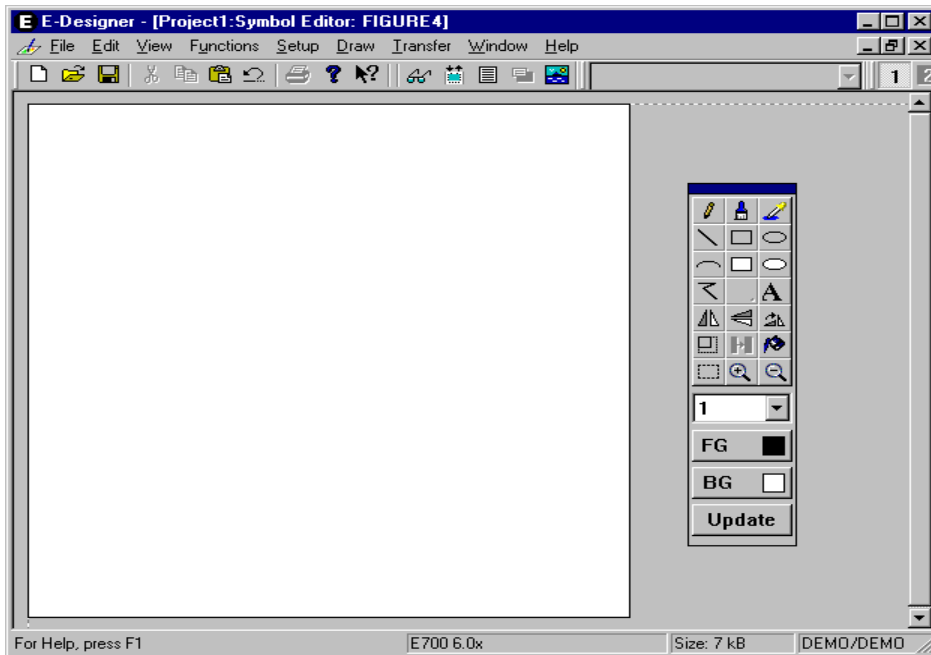 E E-Designer - [Project1:Symbol Editor: FIGURE4]
File Edit View Functions Setup Draw Transfer Window Help
1 2
A
1
FG
BG
Update
For Help, press F1 E700 6.0x Size: 7 kB DEMO/DEMO